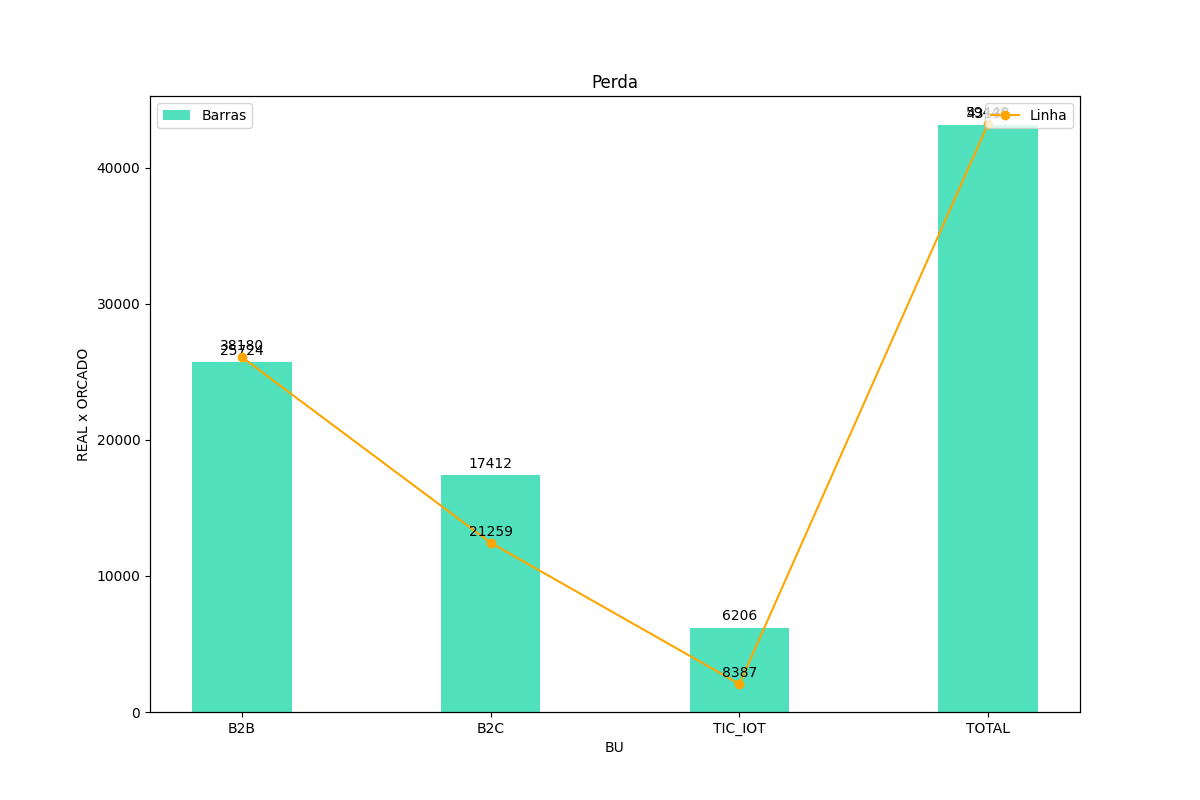 Perda
Barras
Linha
40000
30000
20000
10000
0
REAL x ORCADO
38180
25724
17412
21259
6206
8387
B2B
B2C
TIC_IOT
TOTAL
BU